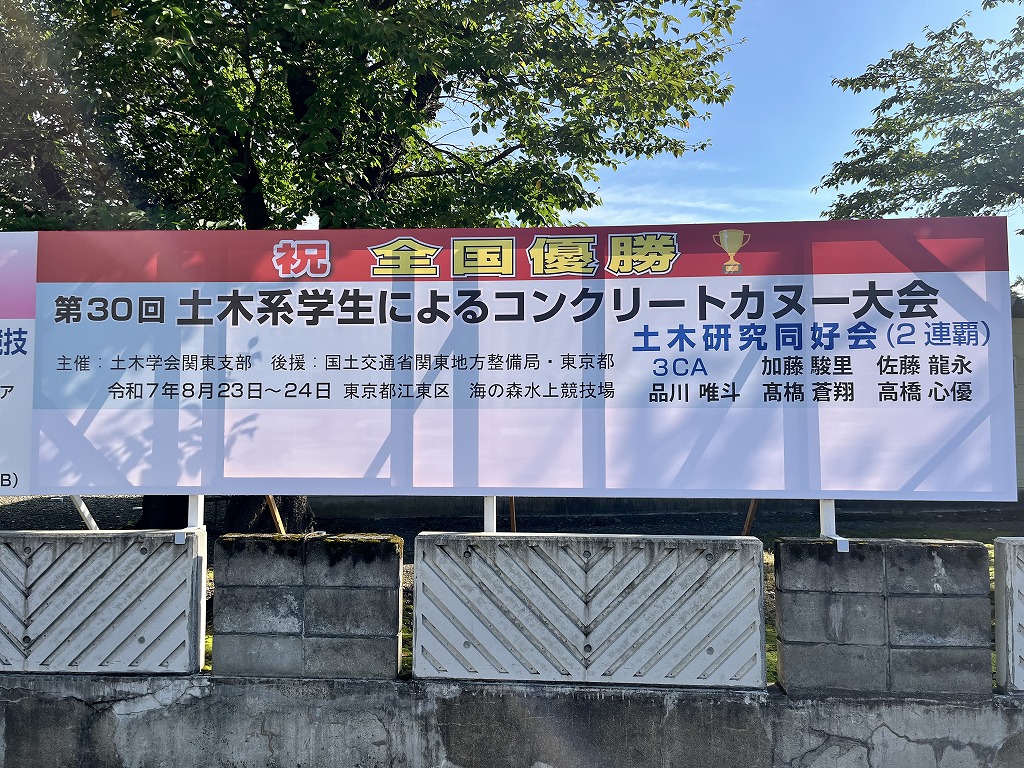 祝 全国優勝
第30回 土木系学生によるコンクリートカヌー大会
土木研究同好会(2連覇)
主催：土木学会関東支部 後援：国土交通省関東地方整備局・東京都
3CA 加藤 駿里 佐藤 龍永
令和7年8月23日～24日 東京都江東区 海の森水上競技場
品川 唯斗 髙橋 蒼翔 高橋 心優
技
ア
B)